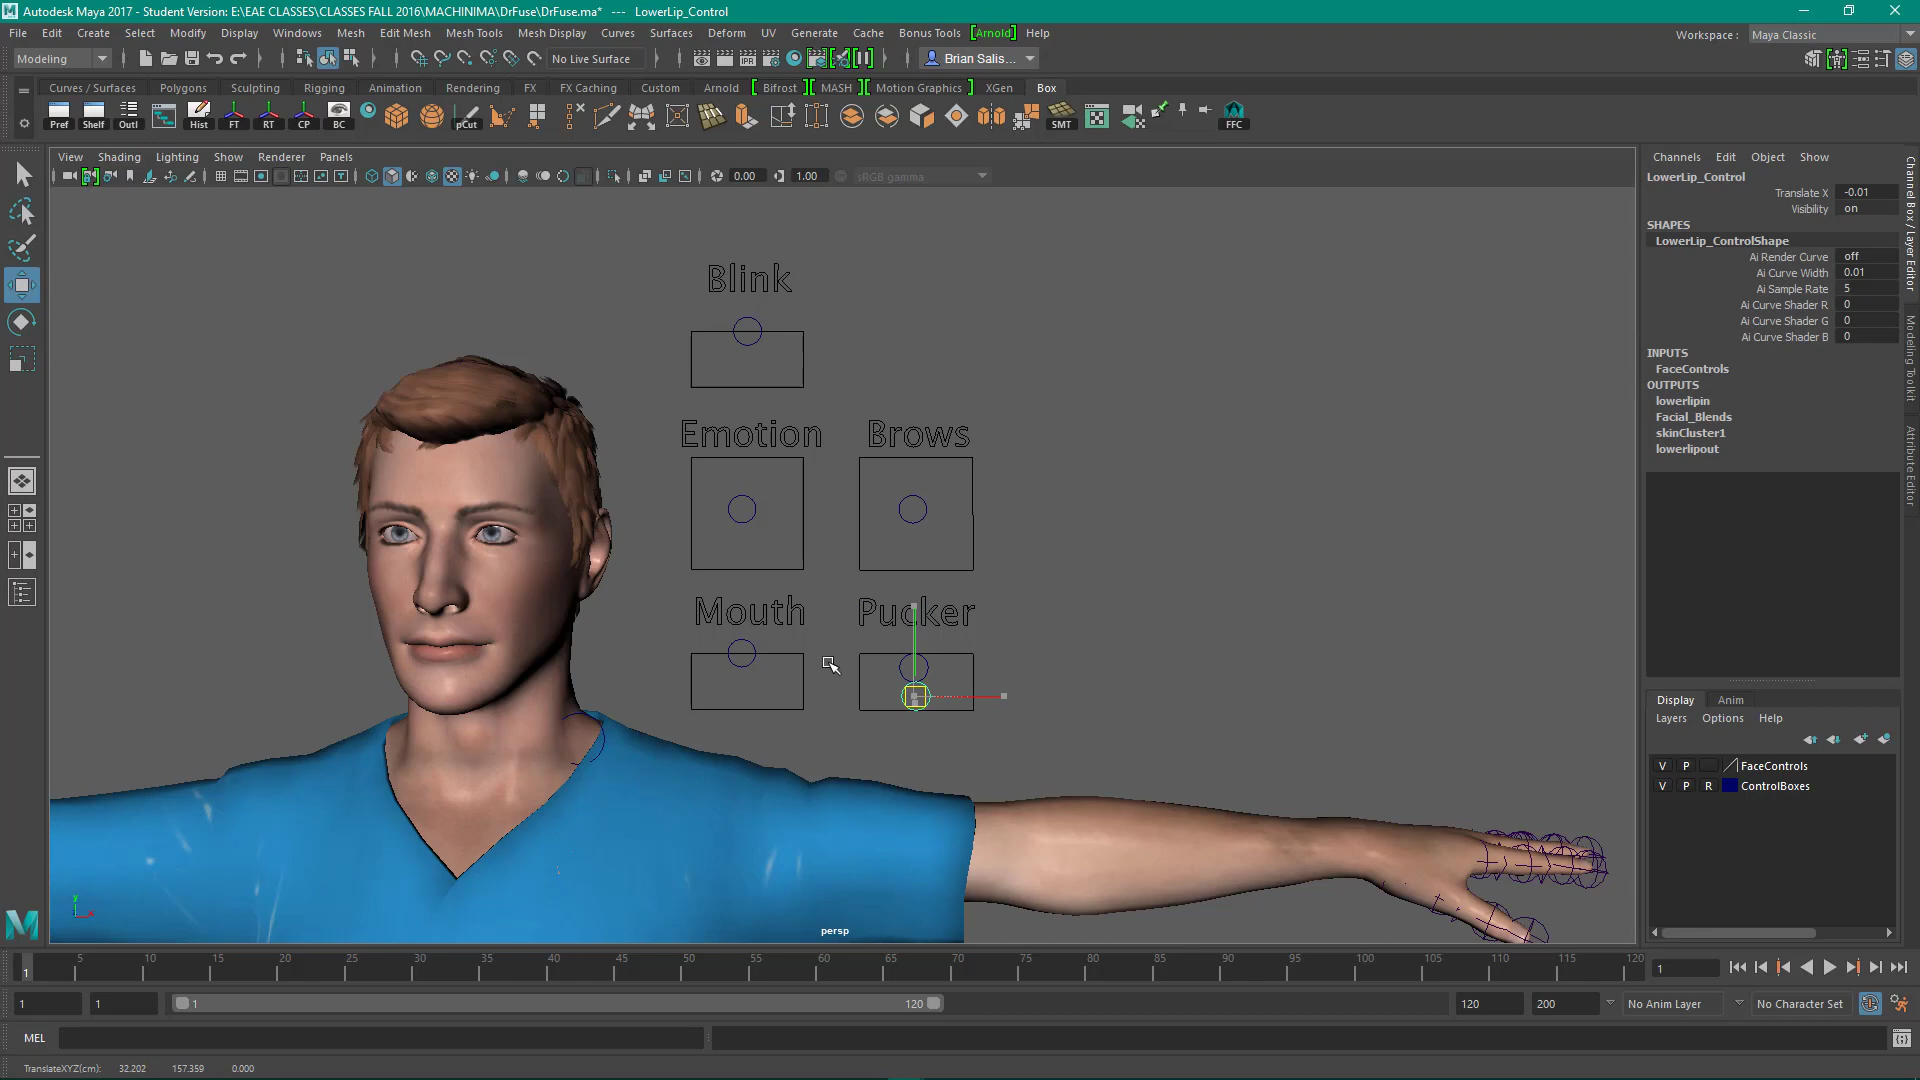 Autodesk Maya 2017 - Student Version: E:\EAE CLASSES\CLASSES FALL 2016\MACHINIMA\DrFuse\DrFuse.ma* --- LowerLip_Control
File Edit Create Select Modify Display Windows Mesh Edit Mesh Mesh Tools Mesh Display Curves Surfaces Deform UV Generate Cache Bonus Tools [Arnold] Help
Workspace : Maya Classic
Modeling No Live Surface Brian Salis...
Curves / Surfaces Polygons Sculpting Rigging Animation Rendering FX FX Caching Custom Arnold Bifrost MASH Motion Graphics XGen Box
Pref Shelf Outl Hist FT RT CP BC pCut SMT FFC
View Shading Lighting Show Renderer Panels
0.00 1.00 sRGB gamma
Channels Edit Object Show
LowerLip_Control
Translate X -0.01
Visibility on
SHAPES
LowerLip_ControlShape
Ai Render Curve off
Ai Curve Width 0.01
Ai Sample Rate 5
Ai Curve Shader R 0
Ai Curve Shader G 0
Ai Curve Shader B 0
INPUTS
FaceControls
OUTPUTS
lowerlipin
Facial_Blends
skinCluster1
lowerlipout
Channel Box / Layer Editor
Modeling Toolkit
Attribute Editor
Blink
Emotion Brows
Mouth Pucker
persp
y
Display Anim
Layers Options Help
V P FaceControls
V P R ControlBoxes
1 5 10 15 20 25 30 35 40 45 50 55 60 65 70 75 80 85 90 95 100 105 110 115 120 1
1 1 1 120 120 200 No Anim Layer No Character Set
MEL
TranslateXYZ(cm): 32.202 157.359 0.000